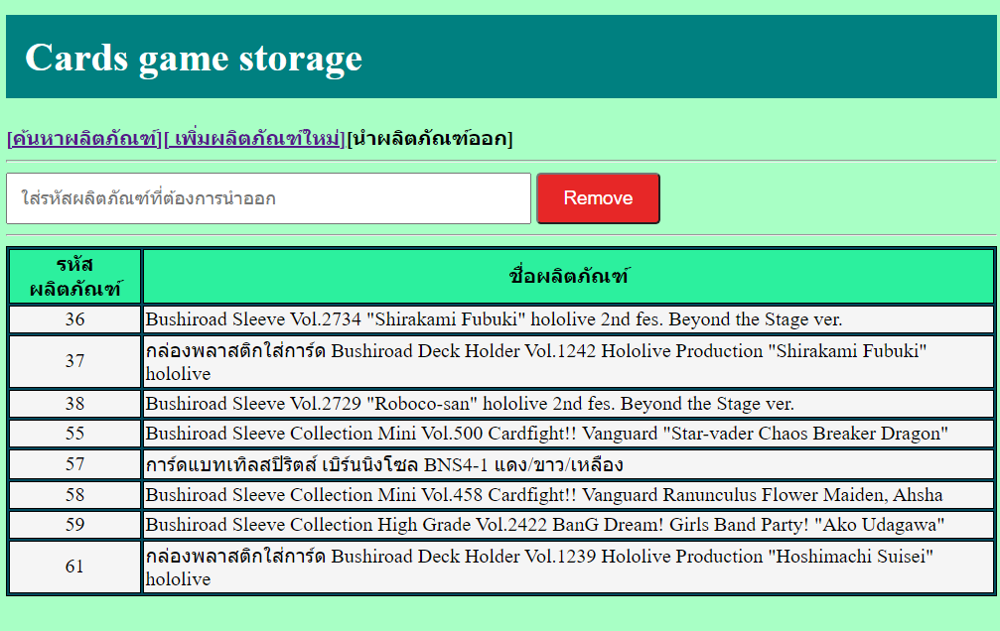 Cards game storage
[ค้นหาผลิตภัณฑ์][ เพิ่มผลิตภัณฑ์ใหม่][นำผลิตภัณฑ์ออก]
ใส่รหัสผลิตภัณฑ์ที่ต้องการนำออก Remove
รหัส
ผลิตภัณฑ์ ชื่อผลิตภัณฑ์
36 Bushiroad Sleeve Vol.2734 "Shirakami Fubuki" hololive 2nd fes. Beyond the Stage ver.
37 กล่องพลาสติกใส่การ์ด Bushiroad Deck Holder Vol.1242 Hololive Production "Shirakami Fubuki"
hololive
38 Bushiroad Sleeve Vol.2729 "Roboco-san" hololive 2nd fes. Beyond the Stage ver.
55 Bushiroad Sleeve Collection Mini Vol.500 Cardfight!! Vanguard "Star-vader Chaos Breaker Dragon"
57 การ์ดแบทเทิลสปิริตส์ เบิร์นนิงโซล BNS4-1 แดง/ขาว/เหลือง
58 Bushiroad Sleeve Collection Mini Vol.458 Cardfight!! Vanguard Ranunculus Flower Maiden, Ahsha
59 Bushiroad Sleeve Collection High Grade Vol.2422 BanG Dream! Girls Band Party! "Ako Udagawa"
61 กล่องพลาสติกใส่การ์ด Bushiroad Deck Holder Vol.1239 Hololive Production "Hoshimachi Suisei"
hololive